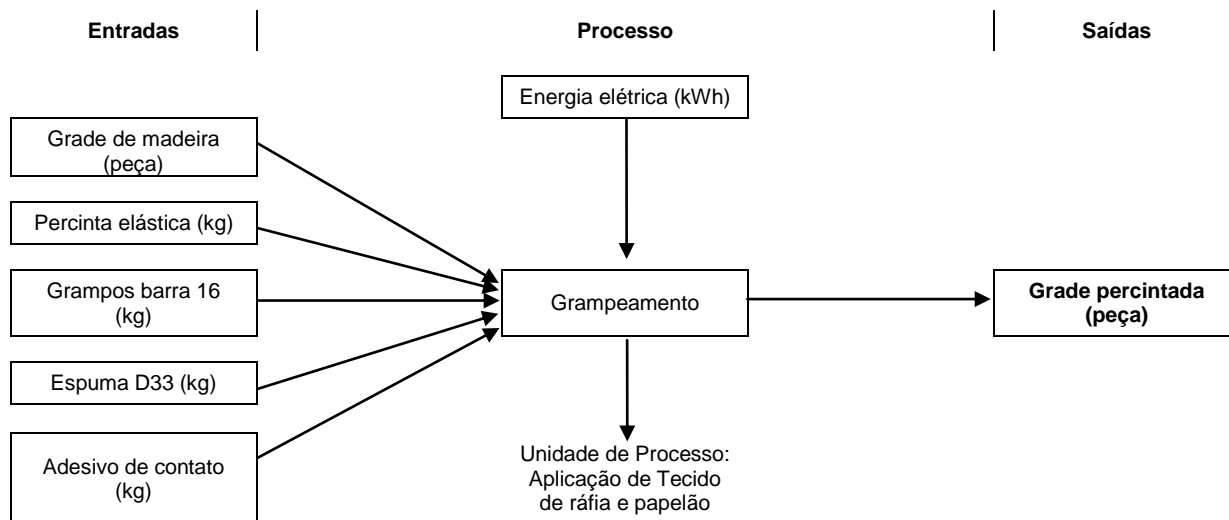 Entradas
Processo
Saídas
Energia elétrica (kWh)
Grade de madeira
(peça)
Percinta elástica (kg)
Grampos barra 16
(kg)
Grampeamento
Grade percintada
(peça)
Espuma D33 (kg)
Adesivo de contato
(kg)
Unidade de Processo:
Aplicação de Tecido
de ráfia e papelão